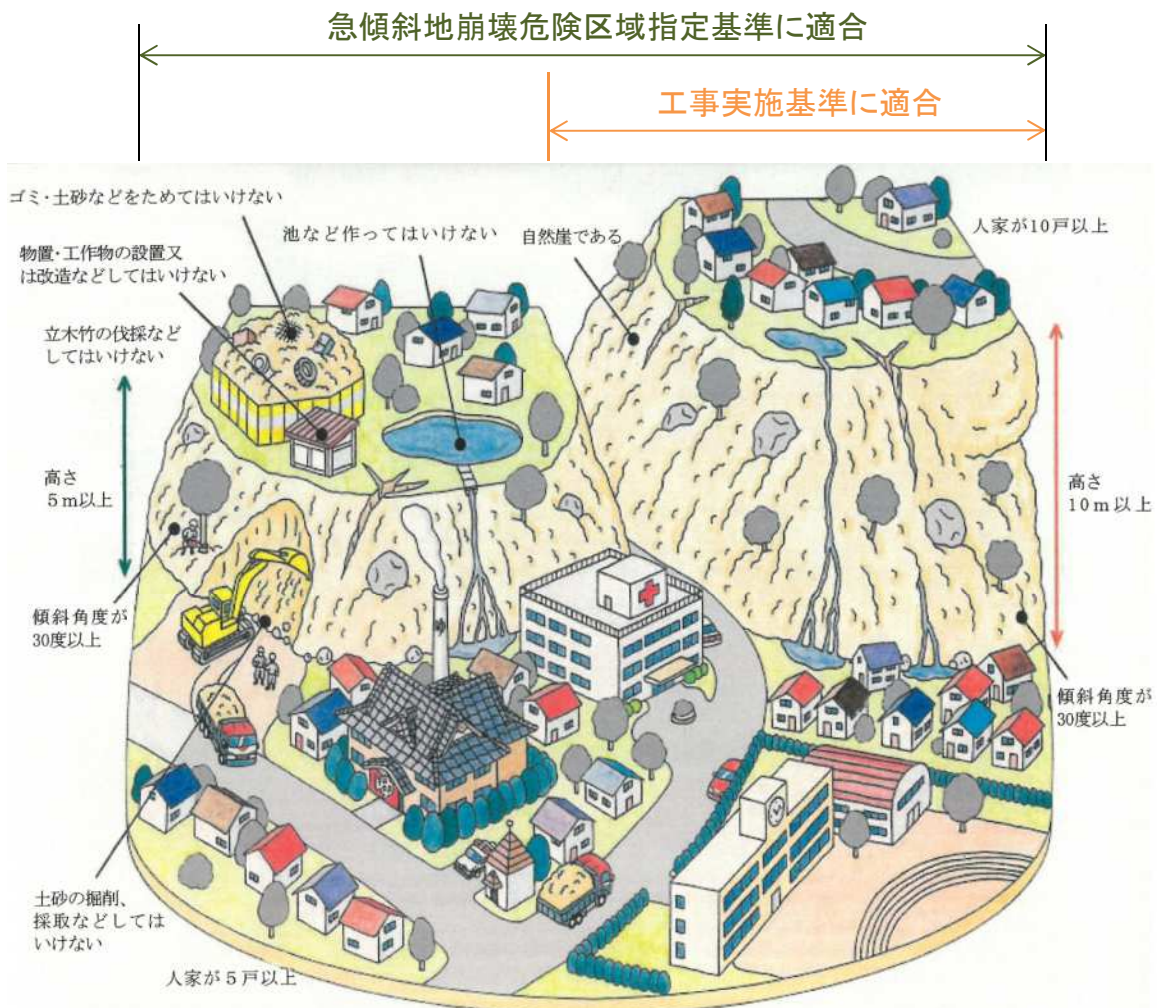 急傾斜地崩壊危険区域指定基準に適合
工事実施基準に適合
ゴミ・土砂などをためてはいけない
池など作ってはいけない
自然崖である
人家が10戸以上
物置・工作物の設置又
は改造などしてはいけない
立木竹の伐採など
してはいけない
高さ
5m以上
高さ
10m以上
傾斜角度が
30度以上
傾斜角度が
30度以上
土砂の掘削、
採取などしては
いけない
人家が5戸以上